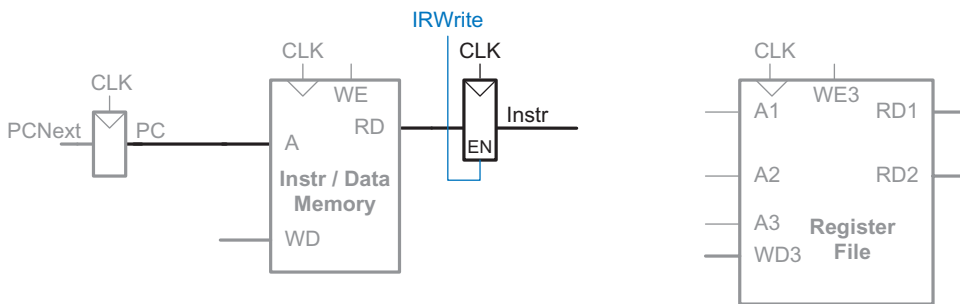 IRWrite
CLK
CLK
CLK
CLK
WE
WE3
PCNext
PC
A
RD
EN
Instr
Instr / Data
Memory
WD
A1
RD1
A2
RD2
A3
WD3
Register
File